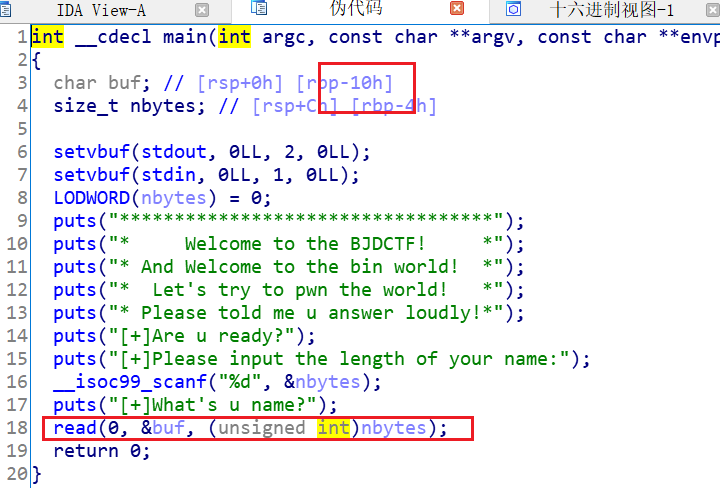 IDA View-A 伪代码 十六进制视图-1
1 int __cdecl main(int argc, const char **argv, const char **envp
2 {
3 char buf; // [rsp+0h] [rbp-10h]
4 size_t nbytes; // [rsp+Ch] [rbp-4h]
5
6 setvbuf(stdout, 0LL, 2, 0LL);
7 setvbuf(stdin, 0LL, 1, 0LL);
8 LODWORD(nbytes) = 0;
9 puts("**********************************");
10 puts("*     Welcome to the BJDCTF!     *");
11 puts("* And Welcome to the bin world!  *");
12 puts("*  Let's try to pwn the world!   *");
13 puts("* Please told me u answer loudly!*");
14 puts("[+]Are u ready?");
15 puts("[+]Please input the length of your name:");
16 __isoc99_scanf("%d", &nbytes);
17 puts("[+]What's u name?");
18 read(0, &buf, (unsigned int)nbytes);
19 return 0;
20 }